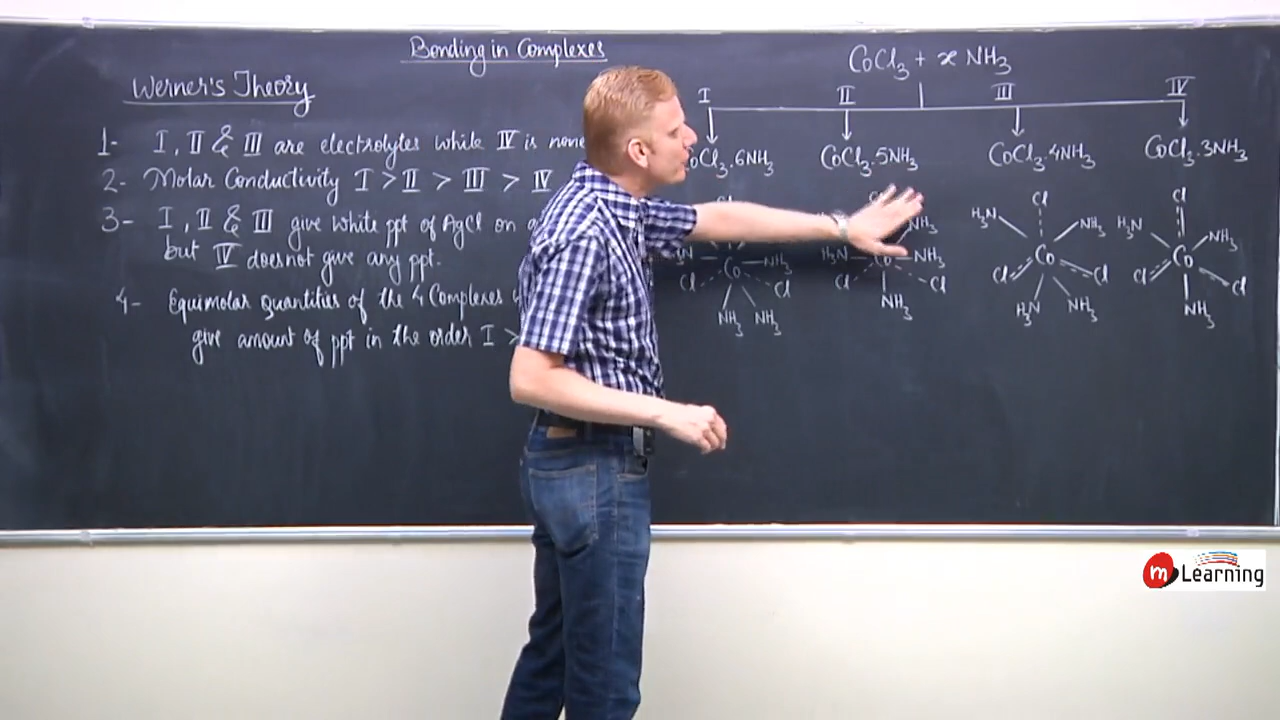 Bonding in Complexes
Werner's Theory
1- I, II & III are electrolytes while IV is none
2- Molar Conductivity I > II > III > IV
3- I, II & III give white ppt of AgCl on
but IV doesnot give any ppt.
4- Equimolar quantities of the 4 Complexes
give amount of ppt in the order I >
CoCl3 + x NH3
I II III IV
CoCl3.6NH3 CoCl3.5NH3 CoCl3.4NH3 CoCl3.3NH3
Cl Cl
H3N NH3 H3N NH3
NH3
Co NH3 H3N NH3 Co Co
Cl Cl Cl Cl Cl Cl Cl Cl
NH3 NH3 NH3 H3N NH3 NH3
m Learning